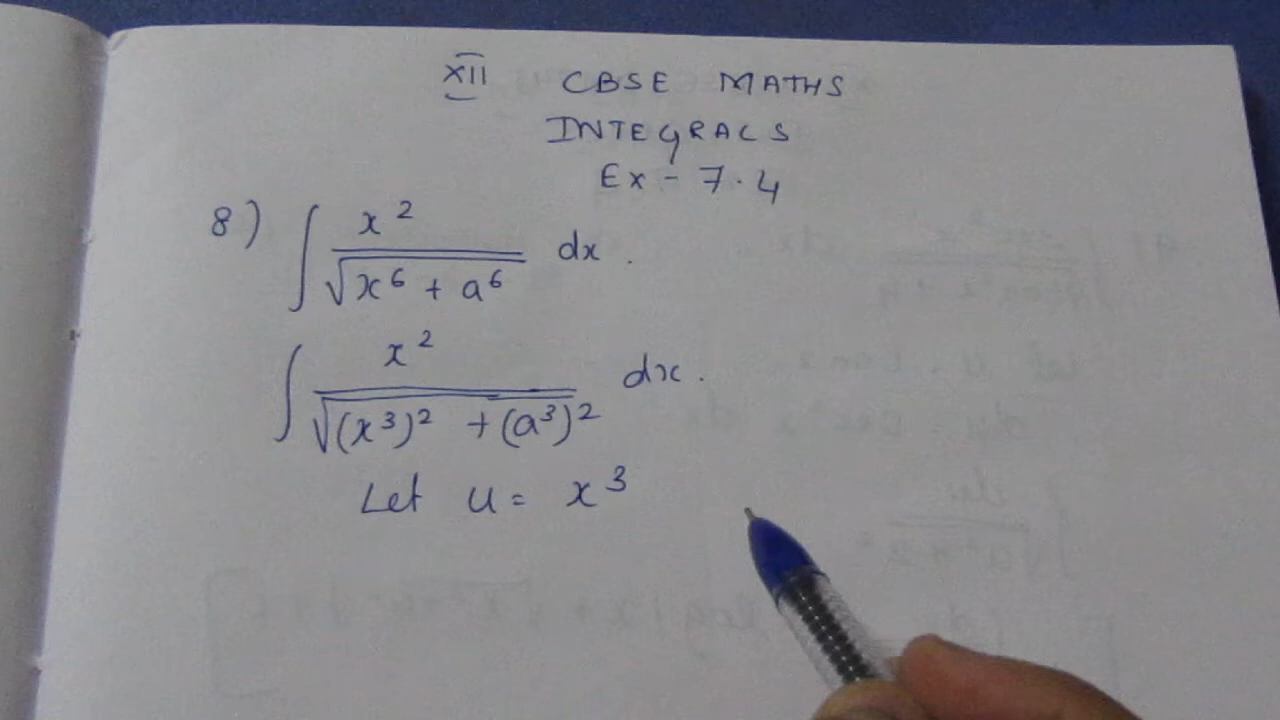 XII CBSE MATHS
INTEGRALS
Ex - 7.4
8) ∫ x² / √(x⁶ + a⁶) dx.
∫ x² / √((x³)² + (a³)²) dx.
Let u = x³